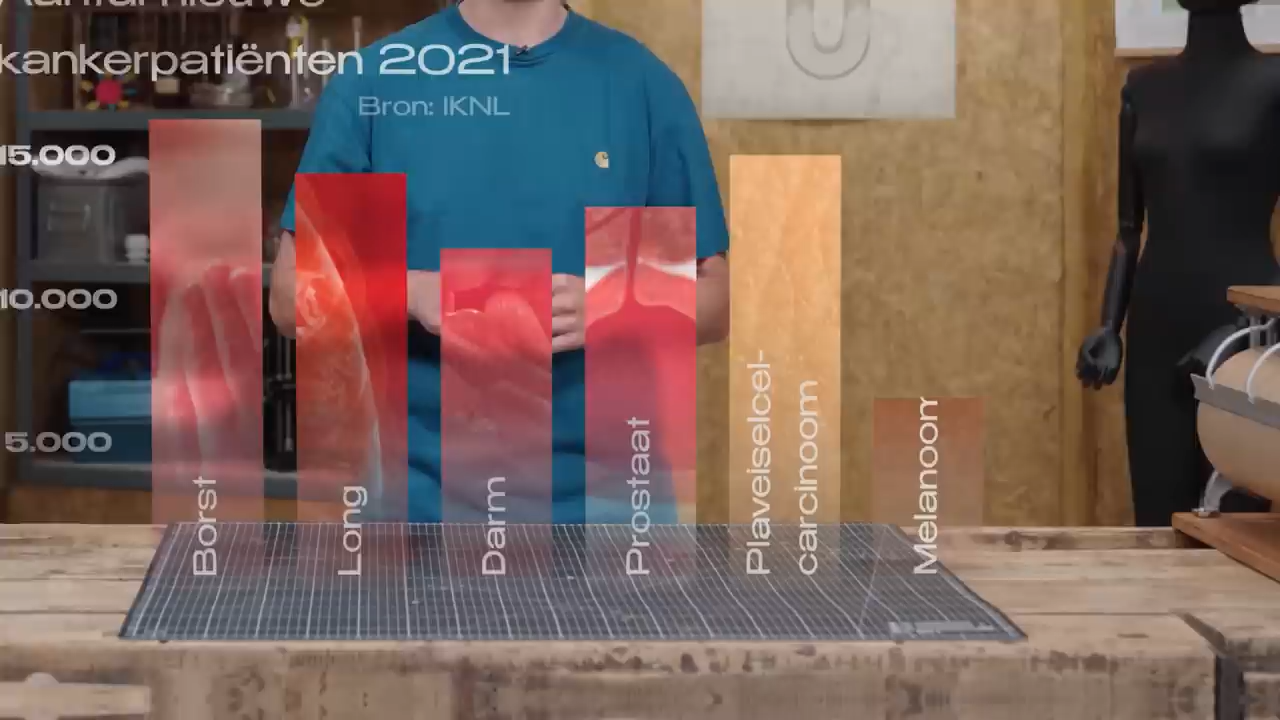 kankerpatiënten 2021
Bron: IKNL
15.000
10.000
5.000
Borst
Long
Darm
Prostaat
Plaveiselcel-
carcinoom
Melanoom